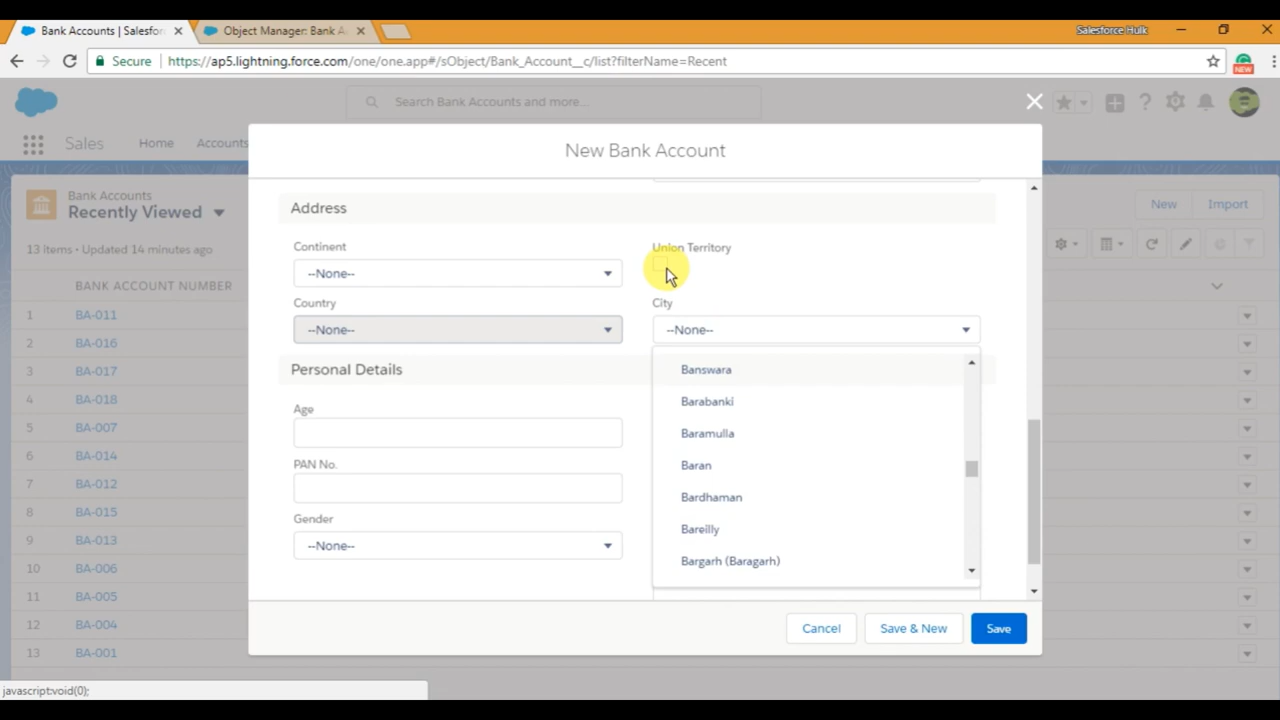 Bank Accounts | Salesfor
Object Manager: Bank A
Salesforce Hulk
Secure
https://ap5.lightning.force.com/one/one.app#/sObject/Bank_Account__c/list?filterName=Recent
NEW
Search Bank Accounts and more...
Sales
Home
Accounts
New Bank Account
Bank Accounts
Recently Viewed
New
Import
13 items • Updated 14 minutes ago
BANK ACCOUNT NUMBER
1 BA-011
2 BA-016
3 BA-017
4 BA-018
5 BA-007
6 BA-014
7 BA-012
8 BA-015
9 BA-013
10 BA-006
11 BA-005
12 BA-004
13 BA-001
Address
Continent
--None--
Union Territory
Country
--None--
City
--None--
Banswara
Barabanki
Baramulla
Baran
Bardhaman
Bareilly
Bargarh (Baragarh)
Personal Details
Age
PAN No.
Gender
--None--
Cancel
Save & New
Save
javascript:void(0);